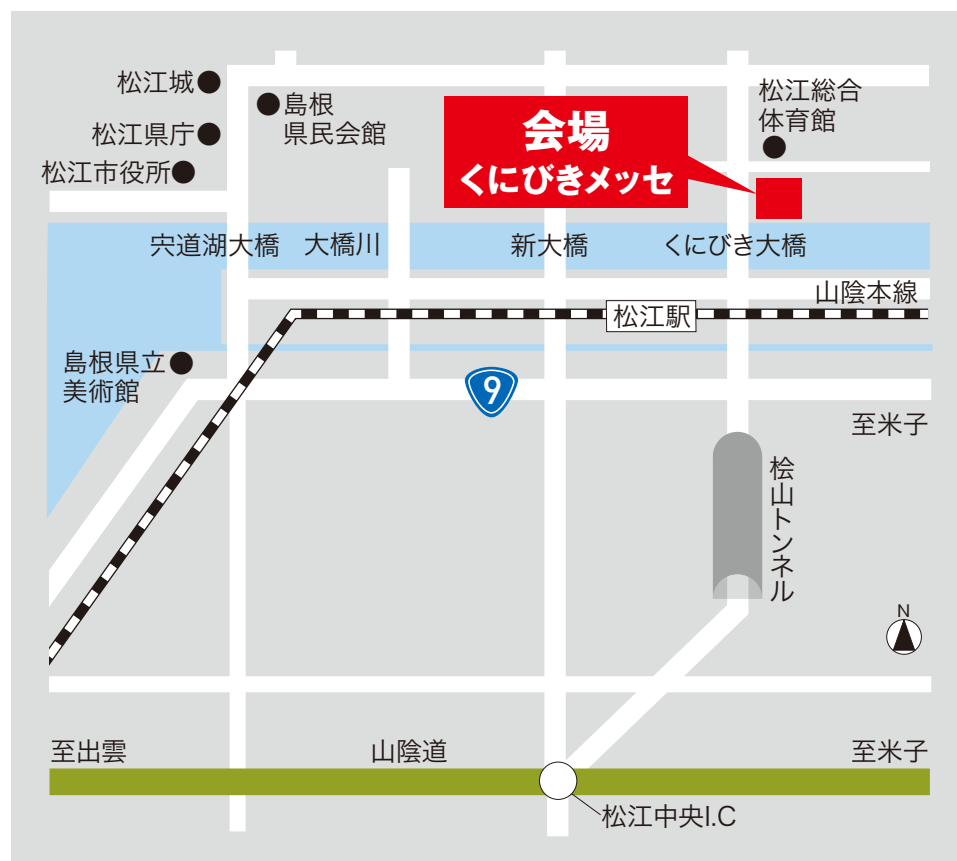 松江城
島根
県民会館
松江県庁
松江市役所
会場
くにびきメッセ
松江総合
体育館
宍道湖大橋
大橋川
新大橋
くにびき大橋
山陰本線
松江駅
島根県立
美術館
9
至米子
桧山トンネル
N
至出雲
山陰道
至米子
松江中央I.C